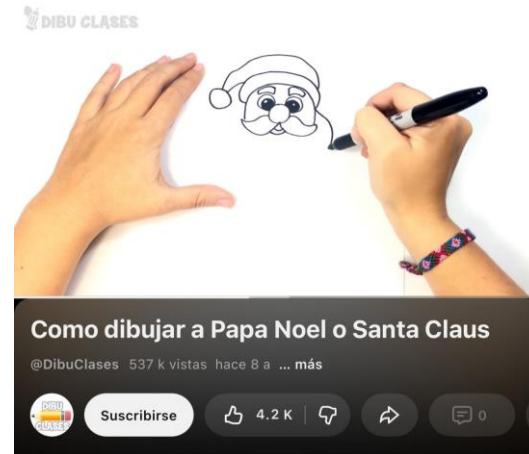 DIBU CLASES
Como dibujar a Papa Noel o Santa Claus
@DibuClases 537 k vistas hace 8 a ... más
DIBU
CLASES
Suscribirse
4.2 K
0